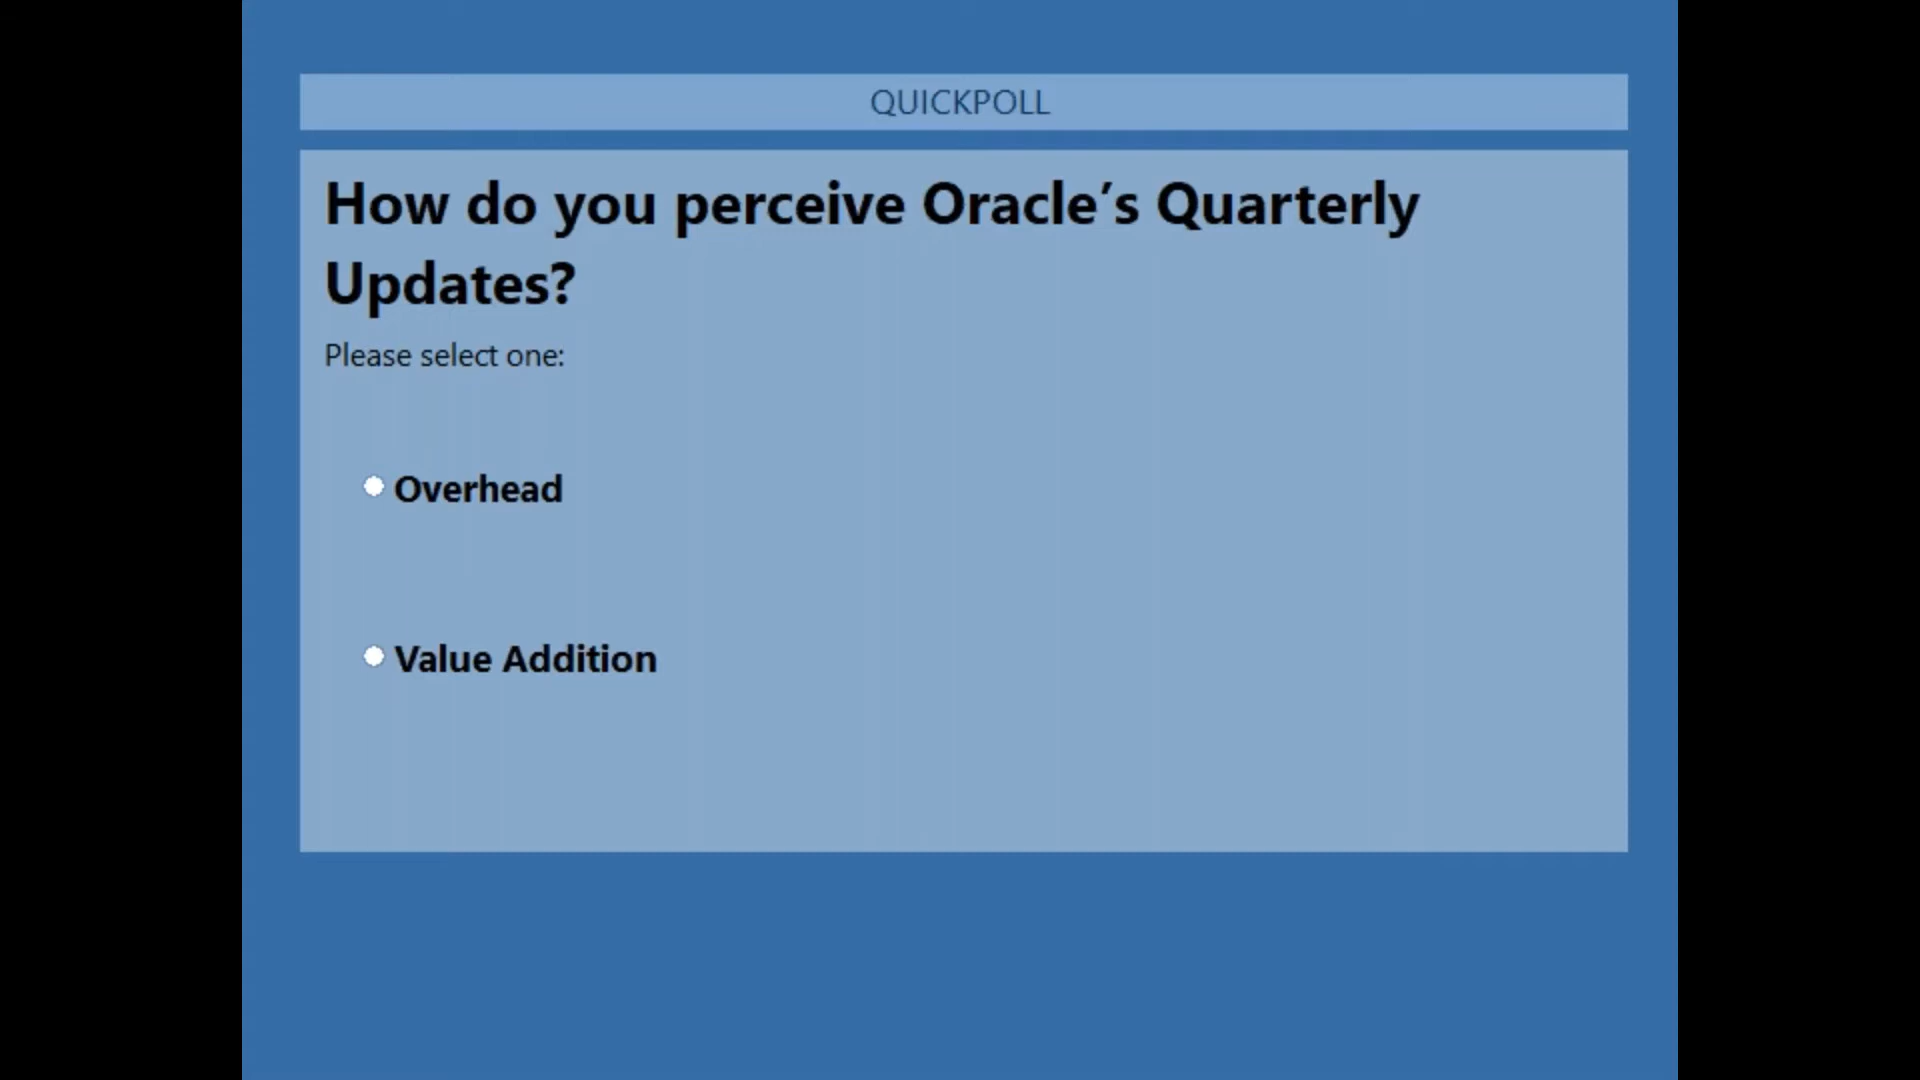 QUICKPOLL
How do you perceive Oracle’s Quarterly
Updates?
Please select one:
Overhead
Value Addition